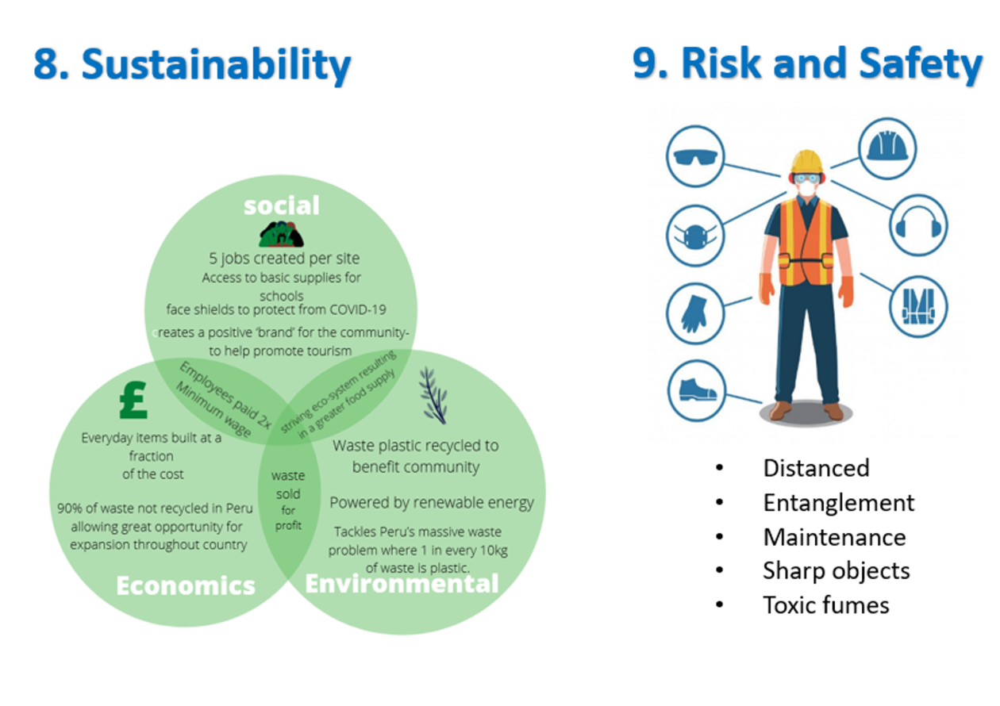 8. Sustainability
social
5 jobs created per site
Access to basic supplies for
schools
face shields to protect from COVID-19
creates a positive ‘brand’ for the community-
to help promote tourism
Employees paid 2x
Minimum wage
striving eco-system resulting
in a greater food supply
£
Everyday items built at a
fraction
of the cost
90% of waste not recycled in Peru
allowing great opportunity for
expansion throughout country
Economics
waste
sold
for
profit
Waste plastic recycled to
benefit community
Powered by renewable energy
Tackles Peru's massive waste
problem where 1 in every 10kg
of waste is plastic.
Environmental
9. Risk and Safety
• Distanced
• Entanglement
• Maintenance
• Sharp objects
• Toxic fumes